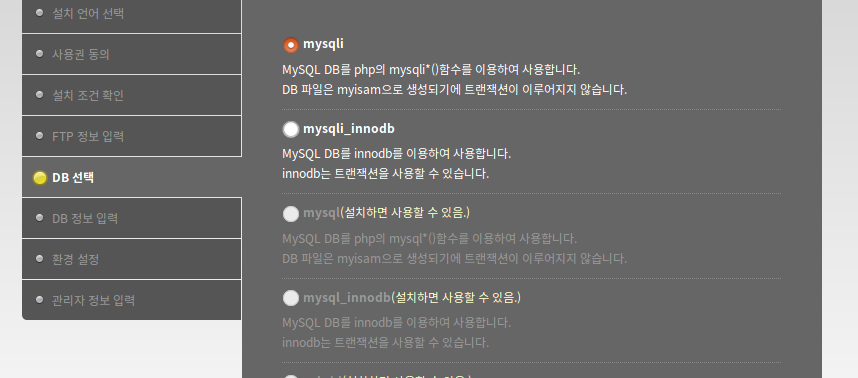 설치 언어 선택
사용권 동의
설치 조건 확인
FTP 정보 입력
DB 선택
DB 정보 입력
환경 설정
관리자 정보 입력
mysqli
MySQL DB를 php의 mysqli*()함수를 이용하여 사용합니다.
DB 파일은 myisam으로 생성되기에 트랜잭션이 이루어지지 않습니다.
mysqli_innodb
MySQL DB를 innodb를 이용하여 사용합니다.
innodb는 트랜잭션을 사용할 수 있습니다.
mysql(설치하면 사용할 수 있음.)
MySQL DB를 php의 mysql*()함수를 이용하여 사용합니다.
DB 파일은 myisam으로 생성되기에 트랜잭션이 이루어지지 않습니다.
mysql_innodb(설치하면 사용할 수 있음.)
MySQL DB를 innodb를 이용하여 사용합니다.
innodb는 트랜잭션을 사용할 수 있습니다.